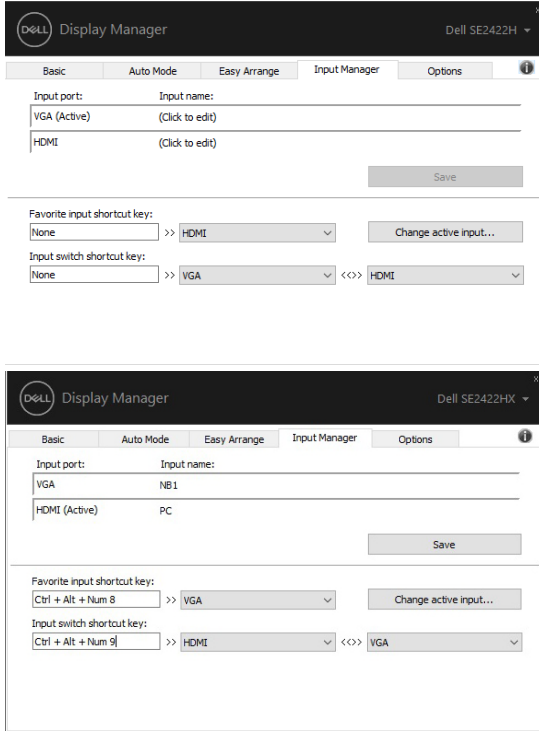 DELL Display Manager Dell SE2422H
Basic Auto Mode Easy Arrange Input Manager Options
Input port: Input name:
VGA (Active) (Click to edit)
HDMI (Click to edit)
Save
Favorite input shortcut key:
None >> HDMI Change active input...
Input switch shortcut key:
None >> VGA <<>> HDMI
DELL Display Manager Dell SE2422HX
Basic Auto Mode Easy Arrange Input Manager Options
Input port: Input name:
VGA NB1
HDMI (Active) PC
Save
Favorite input shortcut key:
Ctrl + Alt + Num 8 >> VGA Change active input...
Input switch shortcut key:
Ctrl + Alt + Num 9 >> HDMI <<>> VGA